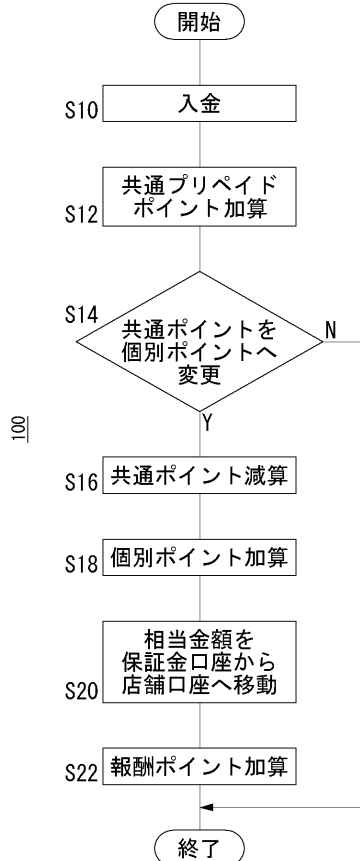 開始
S10
入金
S12
共通プリペイド
ポイント加算
S14
共通ポイントを
個別ポイントへ
変更
N
Y
100
S16
共通ポイント減算
S18
個別ポイント加算
S20
相当金額を
保証金口座から
店舗口座へ移動
S22
報酬ポイント加算
終了